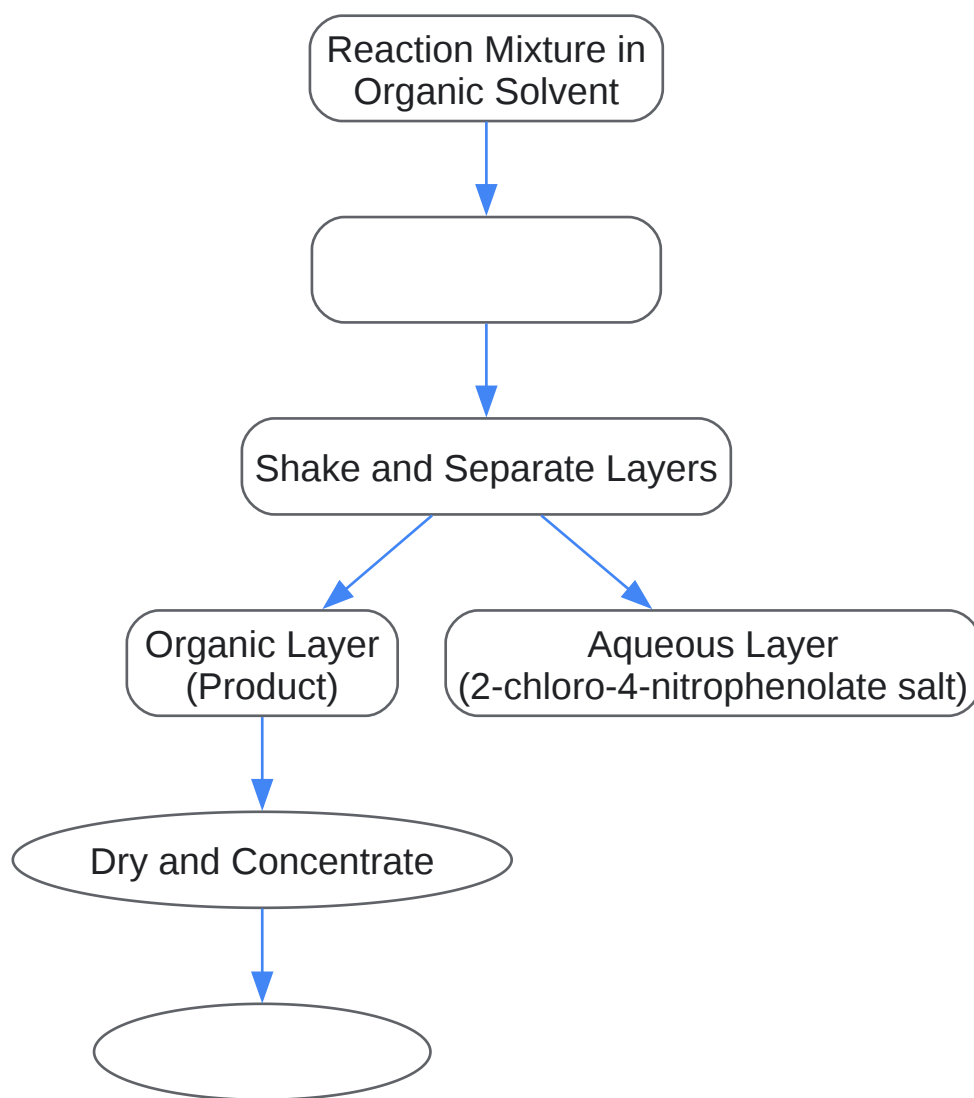 Reaction Mixture in
Organic Solvent
Shake and Separate Layers
Organic Layer
(Product)
Aqueous Layer
(2-chloro-4-nitrophenolate salt)
Dry and Concentrate